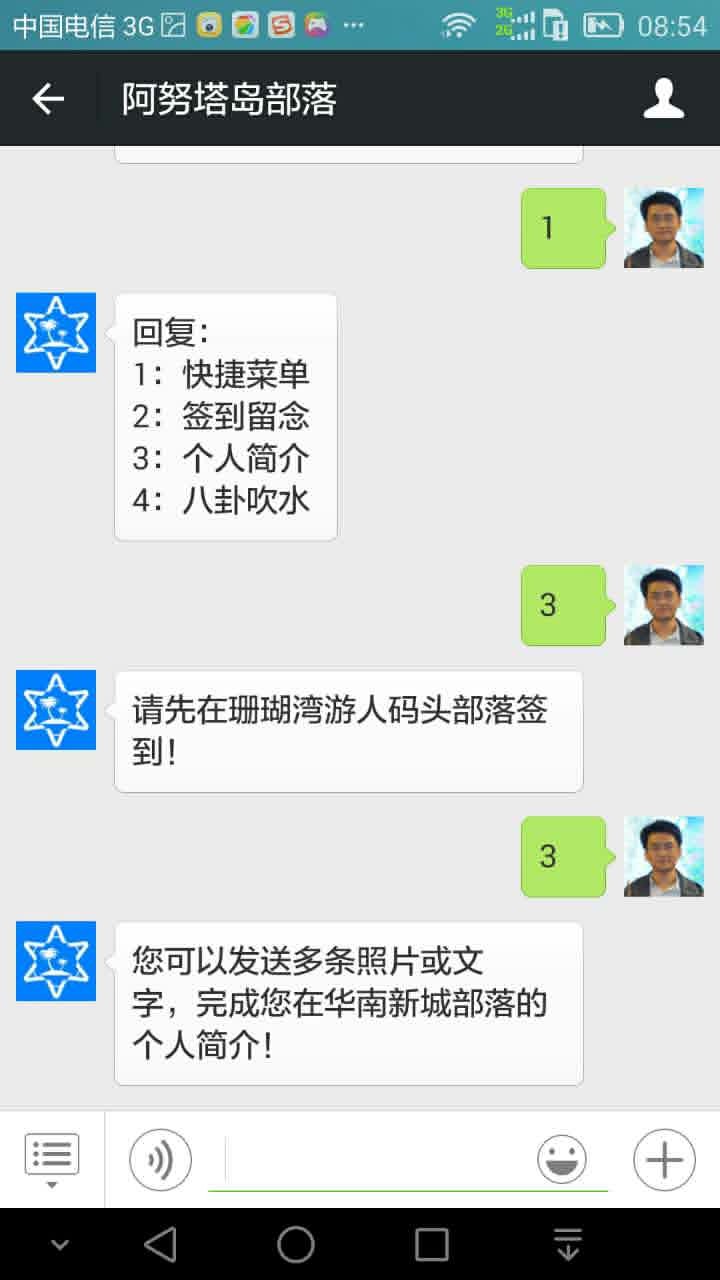 中国电信 3G
3G
2G
08:54
阿努塔岛部落
1
回复：
1：快捷菜单
2：签到留念
3：个人简介
4：八卦吹水
3
请先在珊瑚湾游人码头部落签
到！
3
您可以发送多条照片或文
字，完成您在华南新城部落的
个人简介！